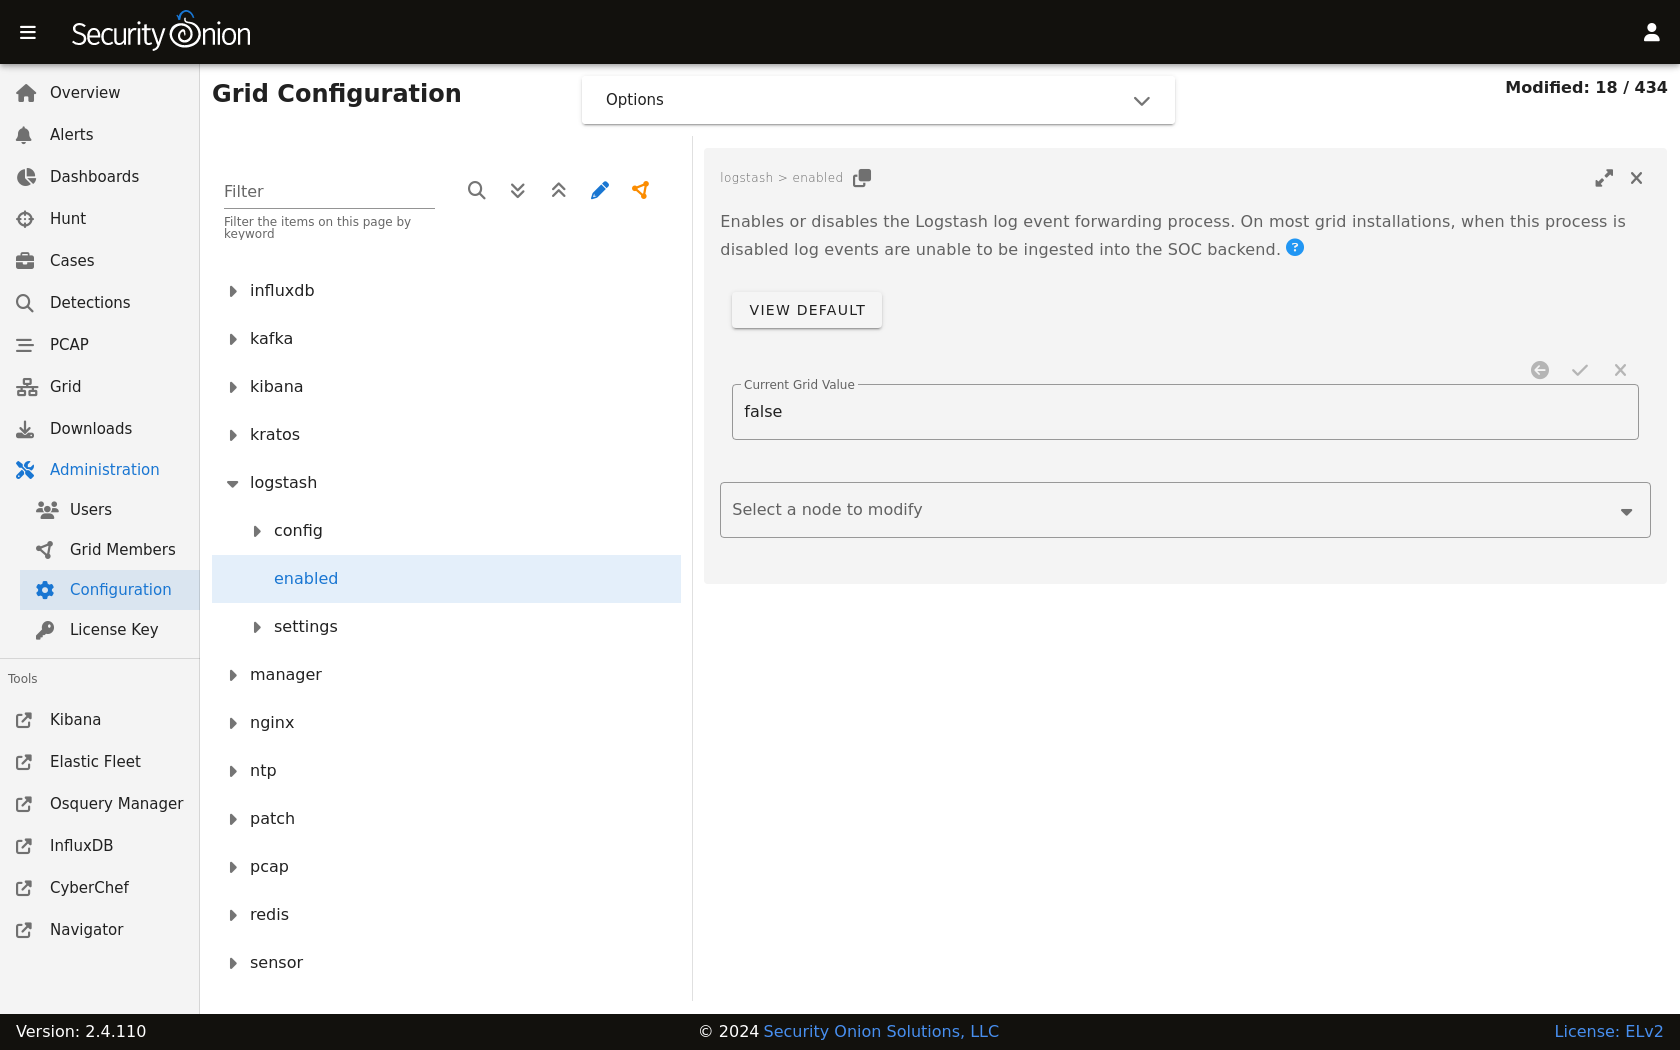 Security Onion
Overview
Alerts
Dashboards
Hunt
Cases
Detections
PCAP
Grid
Downloads
Administration
Users
Grid Members
Configuration
License Key
Tools
Kibana
Elastic Fleet
Osquery Manager
InfluxDB
CyberChef
Navigator
Grid Configuration
Options
Modified: 18 / 434
Filter
Filter the items on this page by
keyword
influxdb
kafka
kibana
kratos
logstash
config
enabled
settings
manager
nginx
ntp
patch
pcap
redis
sensor
logstash > enabled
Enables or disables the Logstash log event forwarding process. On most grid installations, when this process is
disabled log events are unable to be ingested into the SOC backend. ?
VIEW DEFAULT
Current Grid Value
false
Select a node to modify
Version: 2.4.110
© 2024 Security Onion Solutions, LLC
License: ELv2